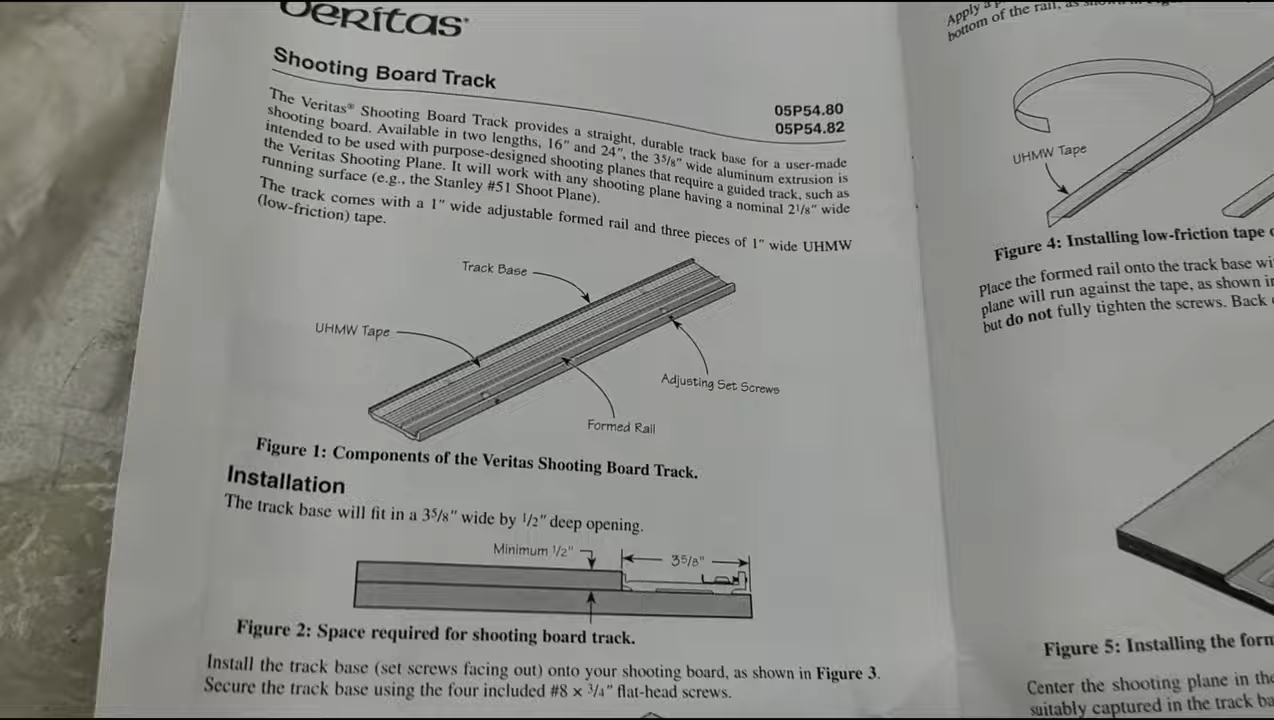 Veritas®
Shooting Board Track
05P54.80
05P54.82
The Veritas® Shooting Board Track provides a straight, durable track base for a user-made
shooting board. Available in two lengths, 16" and 24", the 3 5/8" wide aluminum extrusion is
intended to be used with purpose-designed shooting planes that require a guided track, such as
the Veritas Shooting Plane. It will work with any shooting plane having a nominal 2 1/8" wide
running surface (e.g., the Stanley #51 Shoot Plane).
The track comes with a 1" wide adjustable formed rail and three pieces of 1" wide UHMW
(low-friction) tape.
Track Base
UHMW Tape
Adjusting Set Screws
Formed Rail
Figure 1: Components of the Veritas Shooting Board Track.
Installation
The track base will fit in a 3 5/8" wide by 1/2" deep opening.
Minimum 1/2"
3 5/8"
Figure 2: Space required for shooting board track.
Install the track base (set screws facing out) onto your shooting board, as shown in Figure 3.
Secure the track base using the four included #8 × 3/4" flat-head screws.
Apply a
bottom of the rail, as
UHMW Tape
Figure 4: Installing low-friction tape
Place the formed rail onto the track base
plane will run against the tape, as shown
but do not fully tighten the screws. Back
Figure 5: Installing the
Center the shooting plane in the
suitably captured in the track